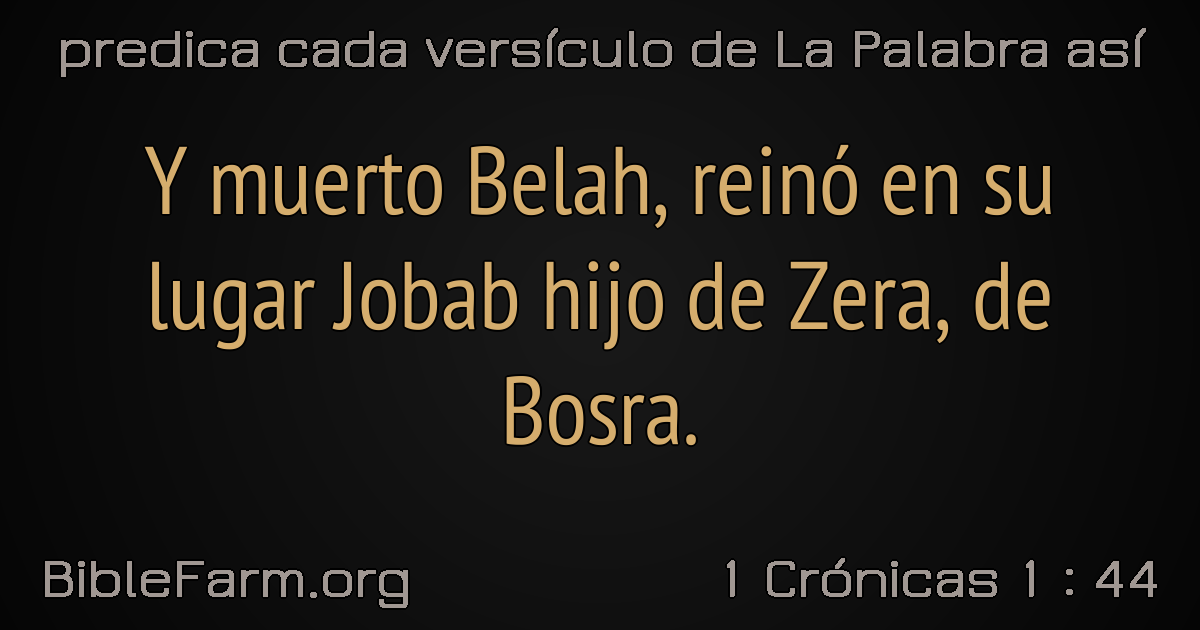 predica cada versículo de La Palabra así
Y muerto Belah, reinó en su
lugar Jobab hijo de Zera, de
Bosra.
BibleFarm.org
1 Crónicas 1 : 44